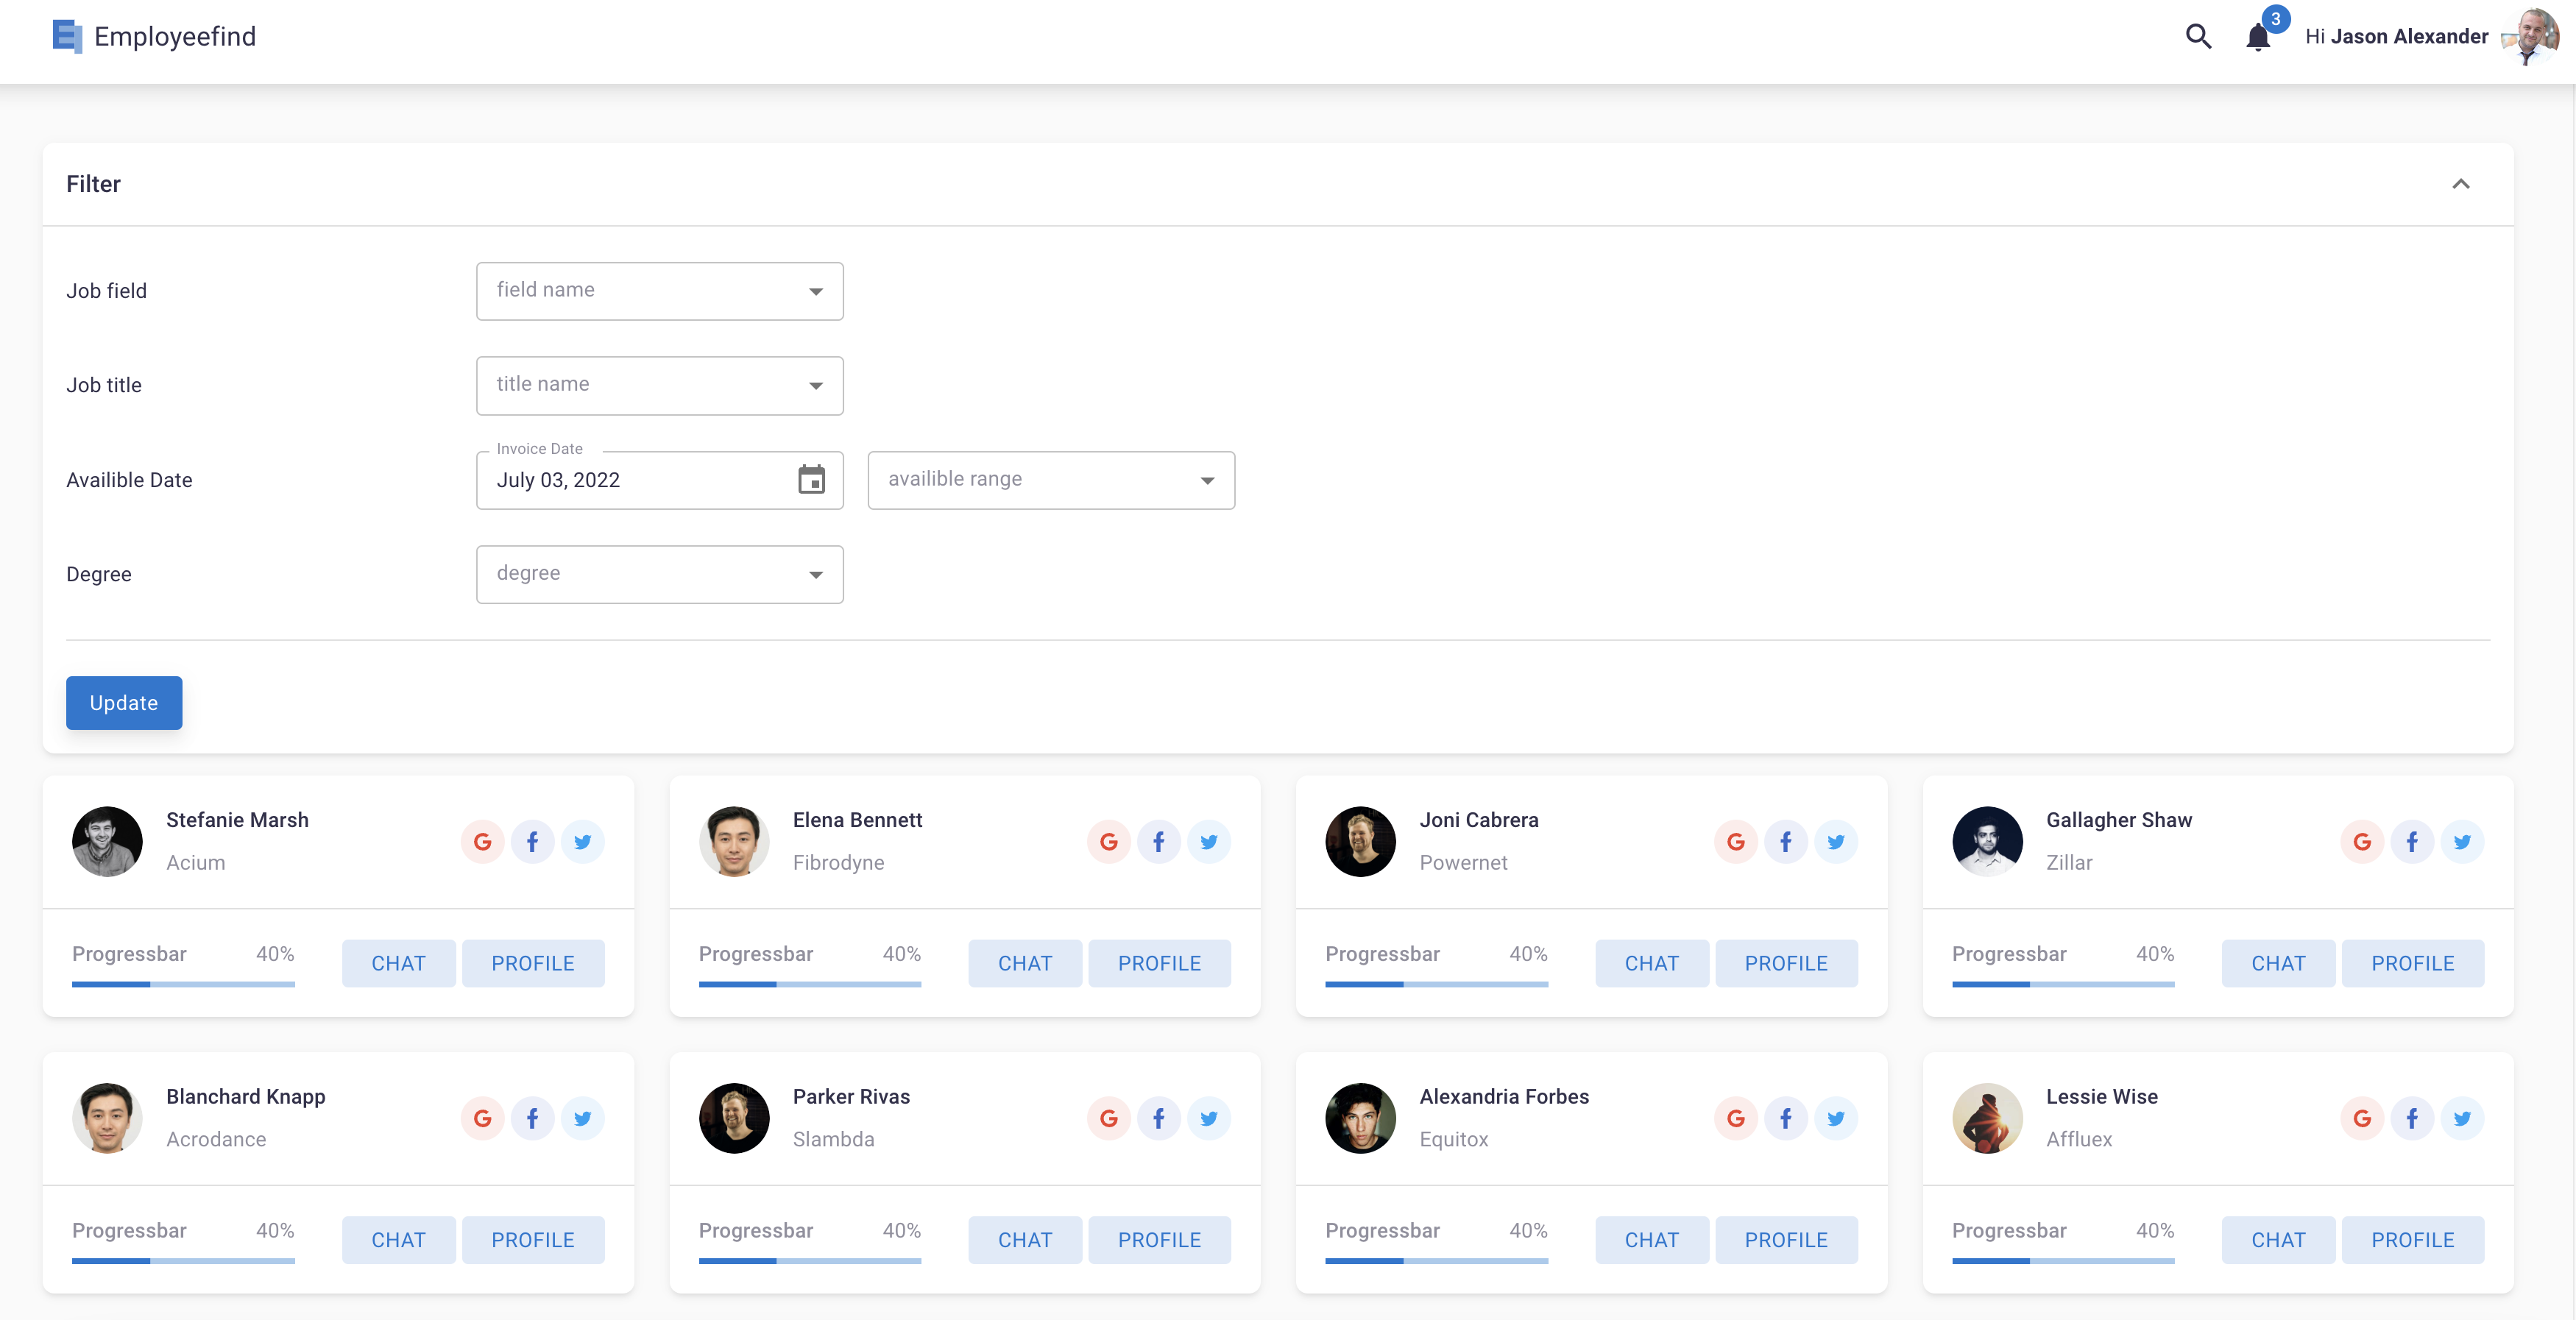 Employeefind
3
Hi Jason Alexander
Filter
Job field
field name
Job title
title name
Availible Date
Invoice Date
July 03, 2022
availible range
Degree
degree
Update
Stefanie Marsh
Acium
Progressbar 40%
CHAT PROFILE
Elena Bennett
Fibrodyne
Progressbar 40%
CHAT PROFILE
Joni Cabrera
Powernet
Progressbar 40%
CHAT PROFILE
Gallagher Shaw
Zillar
Progressbar 40%
CHAT PROFILE
Blanchard Knapp
Acrodance
Progressbar 40%
CHAT PROFILE
Parker Rivas
Slambda
Progressbar 40%
CHAT PROFILE
Alexandria Forbes
Equitox
Progressbar 40%
CHAT PROFILE
Lessie Wise
Affluex
Progressbar 40%
CHAT PROFILE